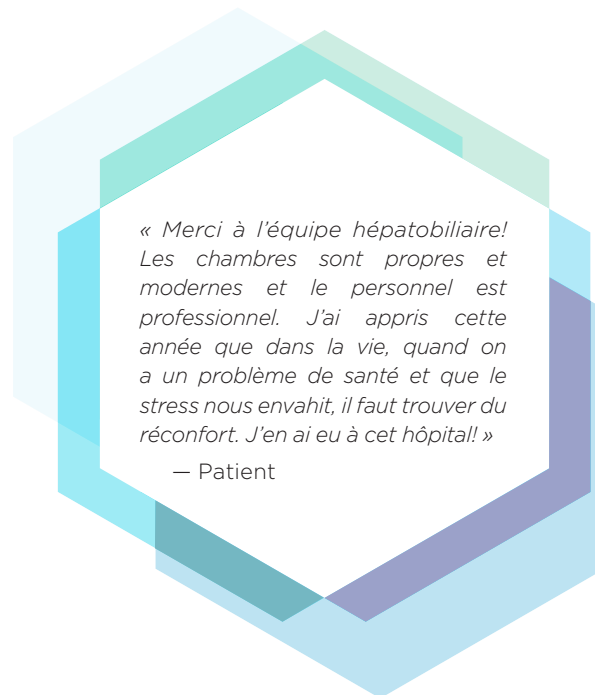 « Merci à l’équipe hépatobiliaire!
Les chambres sont propres et
modernes et le personnel est
professionnel. J’ai appris cette
année que dans la vie, quand on
a un problème de santé et que le
stress nous envahit, il faut trouver du
réconfort. J’en ai eu à cet hôpital! »
— Patient